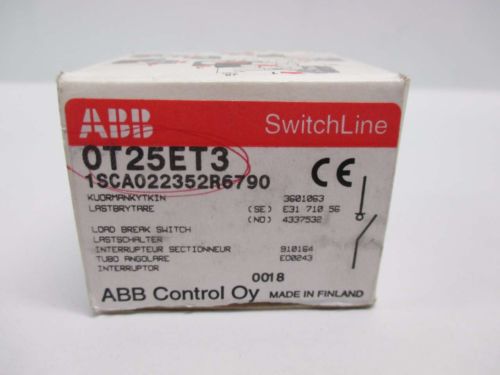 ABB SwitchLine
OT25ET3
1SCA022352R6790
CE
KUORMANKYTKIN 3601063
LASTBRYTARE (SE) E31 710 56
(NO) 4337532
LOAD BREAK SWITCH
LASTSCHALTER
INTERRUPTEUR SECTIONNEUR 910164
TUBO ANGOLARE EO0243
INTERRUPTOR
0018
ABB Control Oy MADE IN FINLAND